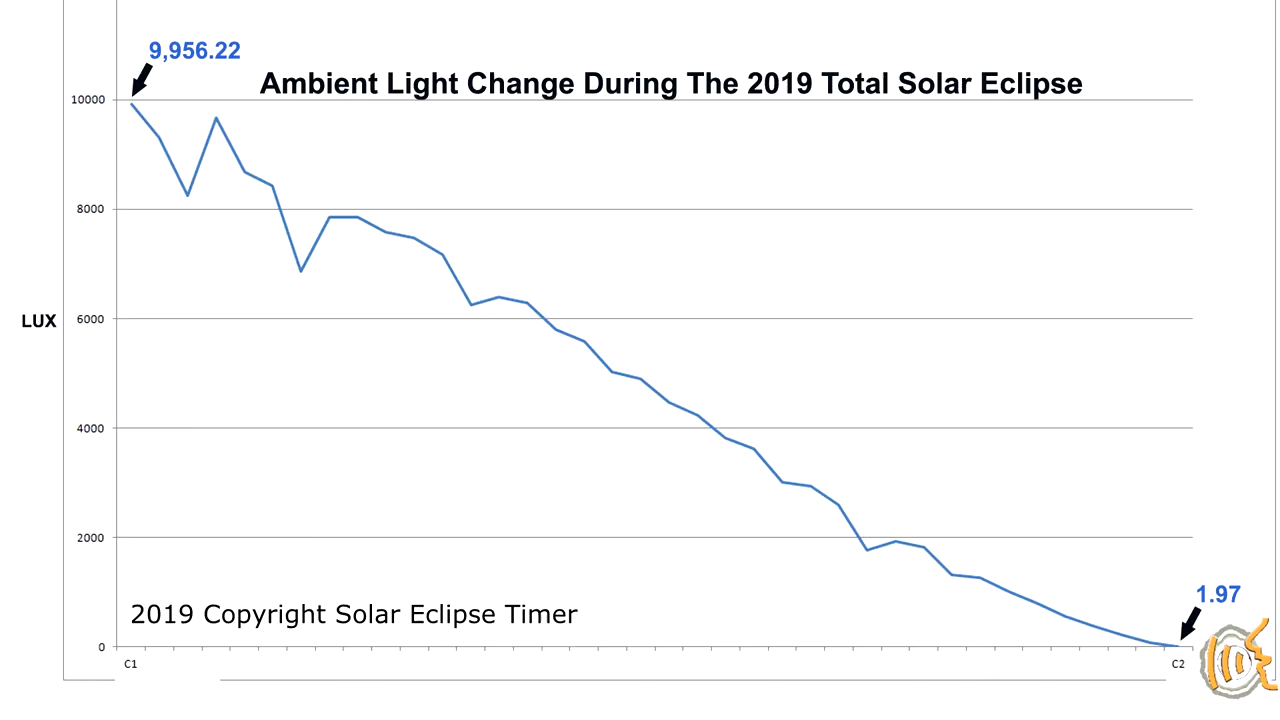 9,956.22
Ambient Light Change During The 2019 Total Solar Eclipse
10000
8000
LUX
6000
4000
2000
1.97
2019 Copyright Solar Eclipse Timer
0
C1
C2